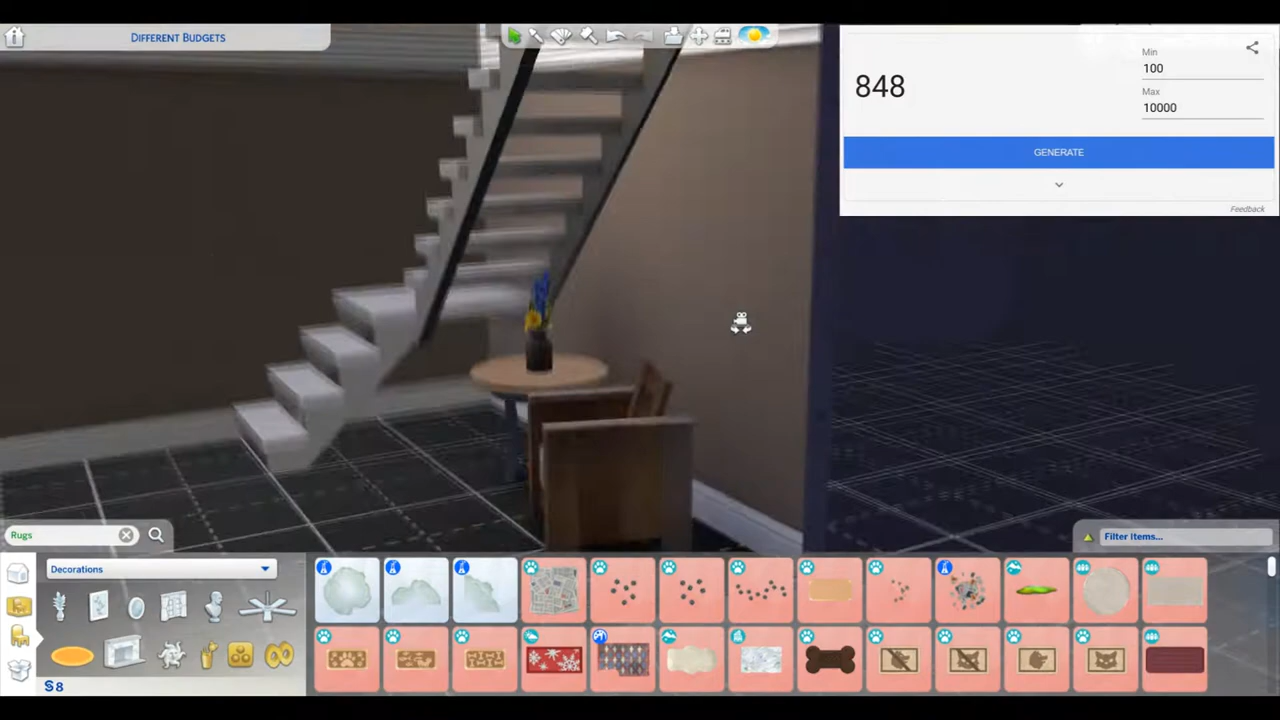 DIFFERENT BUDGETS
848
Min
100
Max
10000
GENERATE
Feedback
Rugs
Filter Items...
Decorations
§8